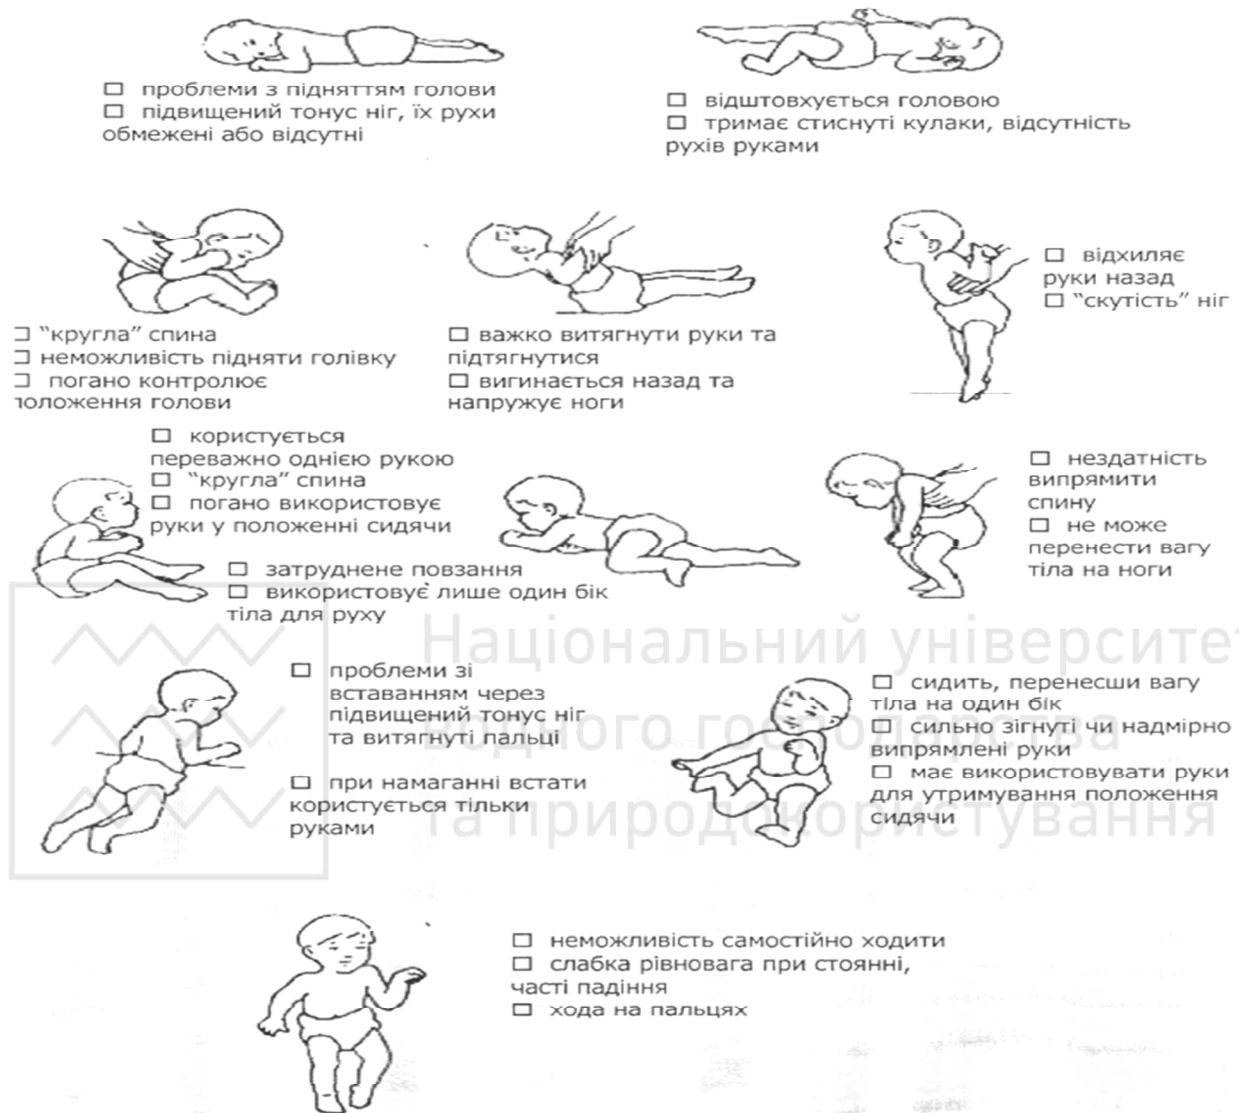 □ проблеми з підняттям голови
□ підвищений тонус ніг, їх рухи
обмежені або відсутні
□ відштовхується головою
□ тримає стиснуті кулаки, відсутність
рухів руками
□ “кругла” спина
□ неможливість підняти голівку
□ погано контролює
положення голови
□ важко витягнути руки та
підтягнутися
□ вигинається назад та
напружує ноги
□ відхиляє
руки назад
□ “скутість” ніг
□ користується
переважно однією рукою
□ “кругла” спина
□ погано використовує
руки у положенні сидячи
□ затруднене повзання
□ використовує лише один бік
тіла для руху
□ нездатність
випрямити
спину
□ не може
перенести вагу
тіла на ноги
□ проблеми зі
вставанням через
підвищений тонус ніг
та витягнуті пальці
□ при намаганні встати
користується тільки
руками
□ сидить, перенесши вагу
тіла на один бік
□ сильно зігнуті чи надмірно
випрямлені руки
□ має використовувати руки
для утримування положення
сидячи
□ неможливість самостійно ходити
□ слабка рівновага при стоянні,
часті падіння
□ хода на пальцях
Національний університет
водного господарства
та природокористування